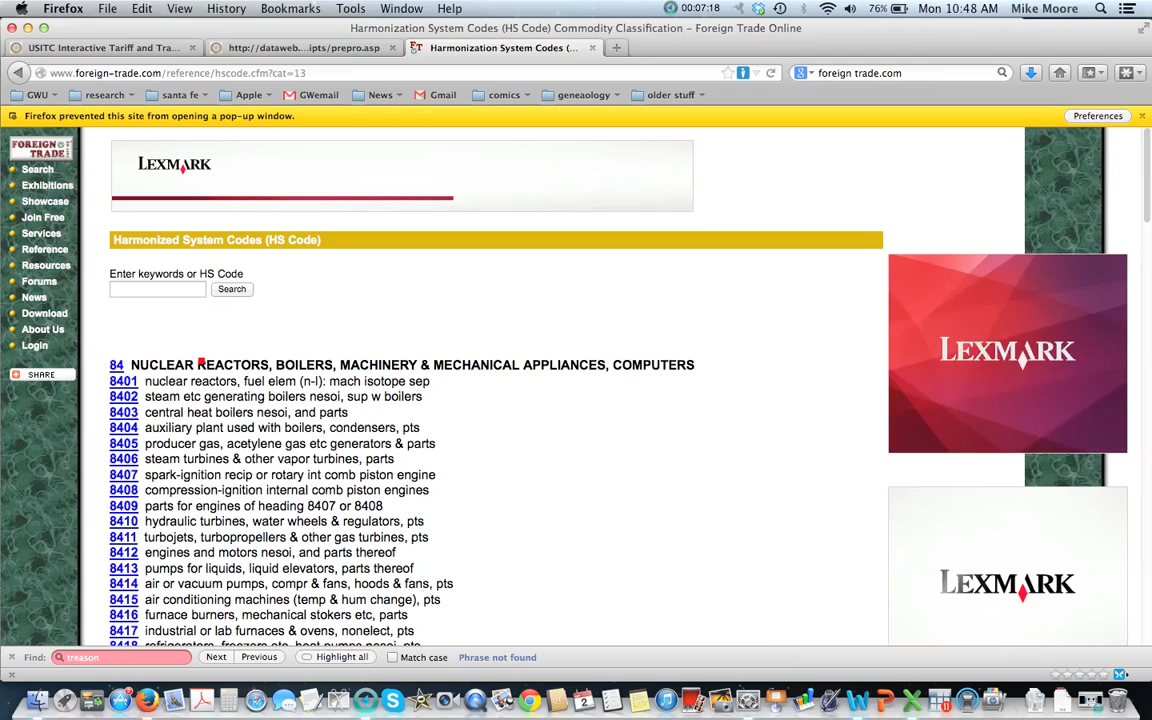 Firefox File Edit View History Bookmarks Tools Window Help 00:07:18 76% Mon 10:48 AM Mike Moore
Harmonization System Codes (HS Code) Commodity Classification - Foreign Trade Online
USITC Interactive Tariff and Tra... http://dataweb....ipts/prepro.asp Harmonization System Codes (...
www.foreign-trade.com/reference/hscode.cfm?cat=13 foreign trade.com
GWU research santa fe Apple GWemail News Gmail comics geneaology older stuff
Firefox prevented this site from opening a pop-up window. Preferences
FOREIGN
TRADE
Search
Exhibitions
Showcase
Join Free
Services
Reference
Resources
Forums
News
Download
About Us
Login
SHARE
LEXMARK
Harmonized System Codes (HS Code)
Enter keywords or HS Code
Search
84 NUCLEAR REACTORS, BOILERS, MACHINERY & MECHANICAL APPLIANCES, COMPUTERS
8401 nuclear reactors, fuel elem (n-I): mach isotope sep
8402 steam etc generating boilers nesoi, sup w boilers
8403 central heat boilers nesoi, and parts
8404 auxiliary plant used with boilers, condensers, pts
8405 producer gas, acetylene gas etc generators & parts
8406 steam turbines & other vapor turbines, parts
8407 spark-ignition recip or rotary int comb piston engine
8408 compression-ignition internal comb piston engines
8409 parts for engines of heading 8407 or 8408
8410 hydraulic turbines, water wheels & regulators, pts
8411 turbojets, turbopropellers & other gas turbines, pts
8412 engines and motors nesoi, and parts thereof
8413 pumps for liquids, liquid elevators, parts thereof
8414 air or vacuum pumps, compr & fans, hoods & fans, pts
8415 air conditioning machines (temp & hum change), pts
8416 furnace burners, mechanical stokers etc, parts
8417 industrial or lab furnaces & ovens, nonelect, pts
8418 refrigerators, freezers etc, heat pumps nesoi, pts
LEXMARK
LEXMARK
Find: treason Next Previous Highlight all Match case Phrase not found